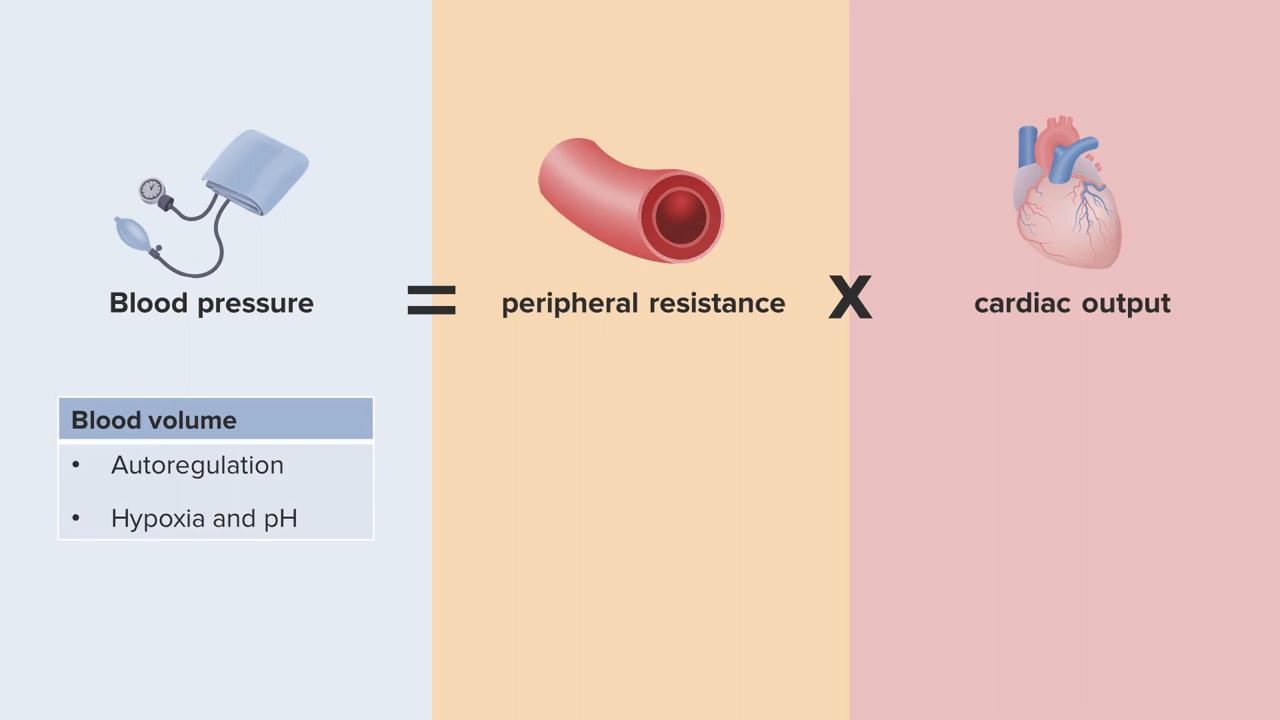 Blood pressure = peripheral resistance X cardiac output
Blood volume
• Autoregulation
• Hypoxia and pH